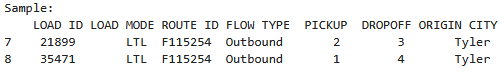 Sample:
LOAD ID LOAD MODE ROUTE ID FLOW TYPE PICKUP DROPOFF ORIGIN CITY
7 21899 LTL F115254 Outbound 2 3 Tyler
8 35471 LTL F115254 Outbound 1 4 Tyler